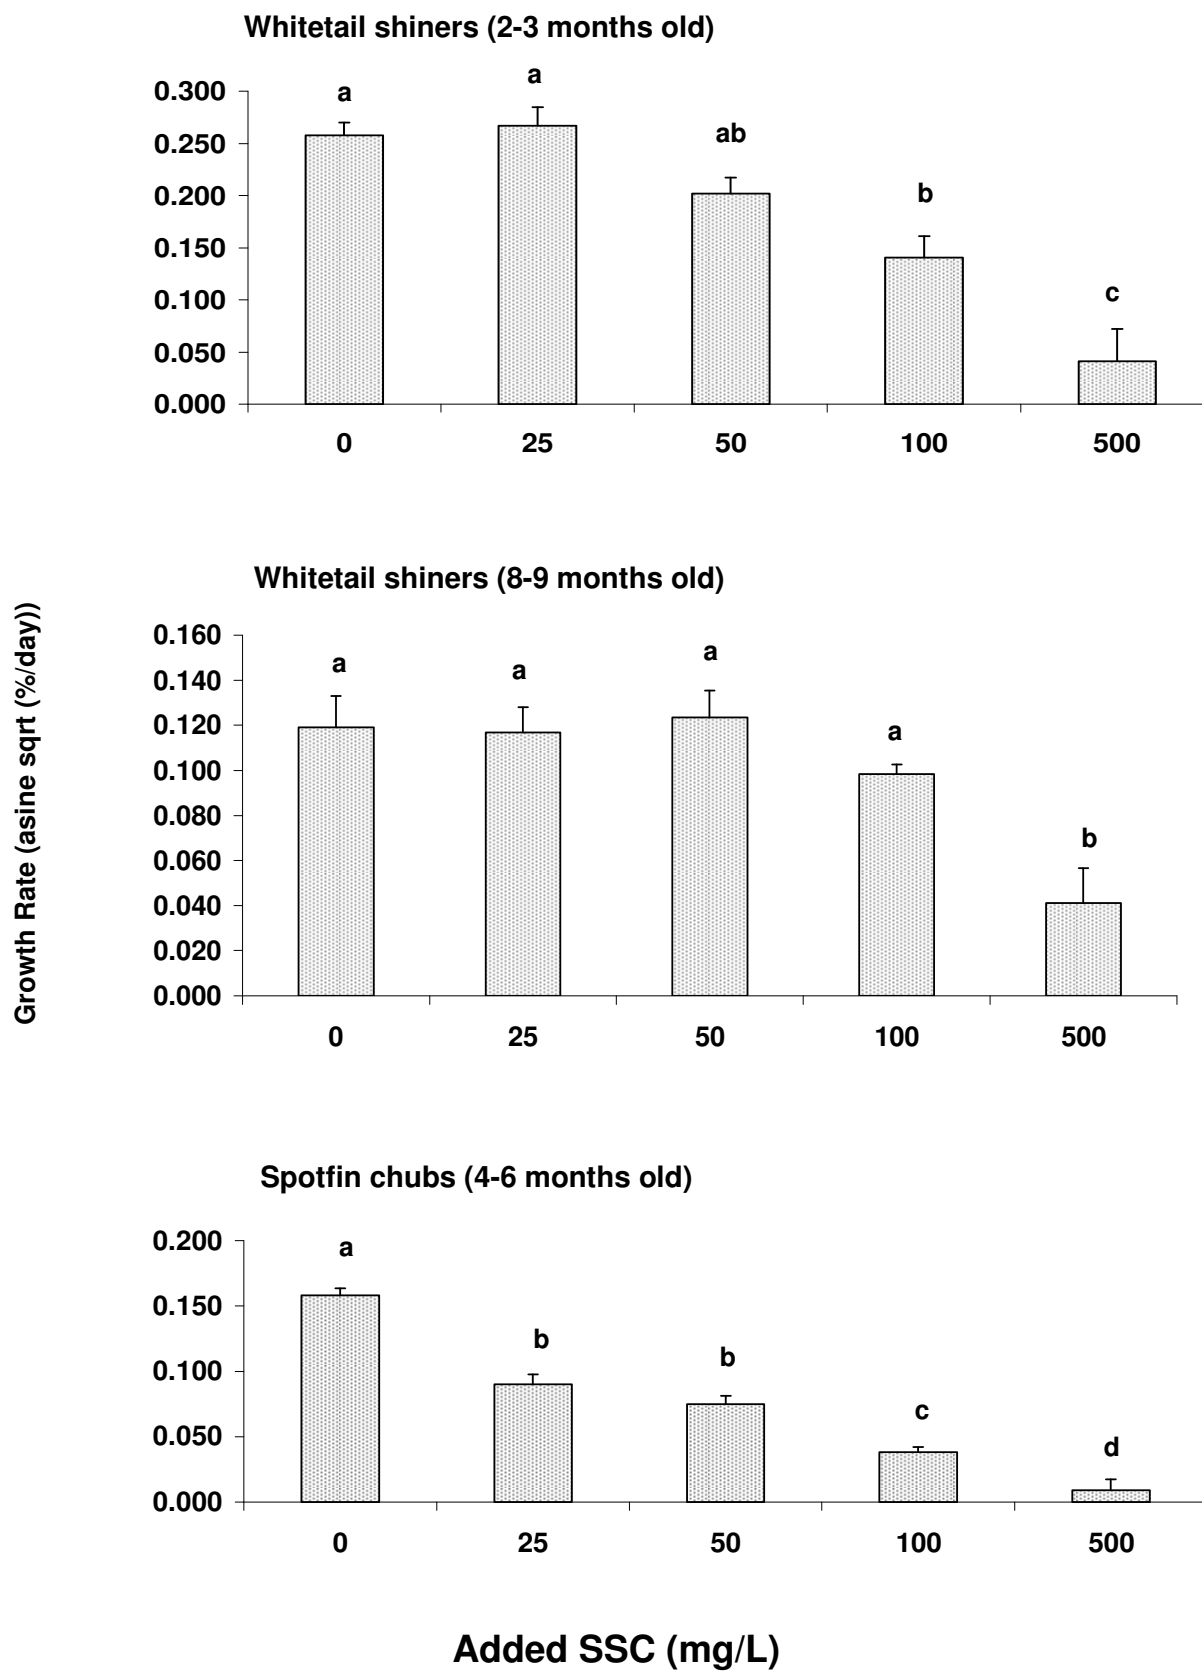 Whitetail shiners (2-3 months old)
0.300
0.250
0.200
0.150
0.100
0.050
0.000
a
a
ab
b
c
0 25 50 100 500
Growth Rate (asine sqrt (%/day))
Whitetail shiners (8-9 months old)
0.160
0.140
0.120
0.100
0.080
0.060
0.040
0.020
0.000
a
a
a
a
b
0 25 50 100 500
Spotfin chubs (4-6 months old)
0.200
0.150
0.100
0.050
0.000
a
b
b
c
d
0 25 50 100 500
Added SSC (mg/L)